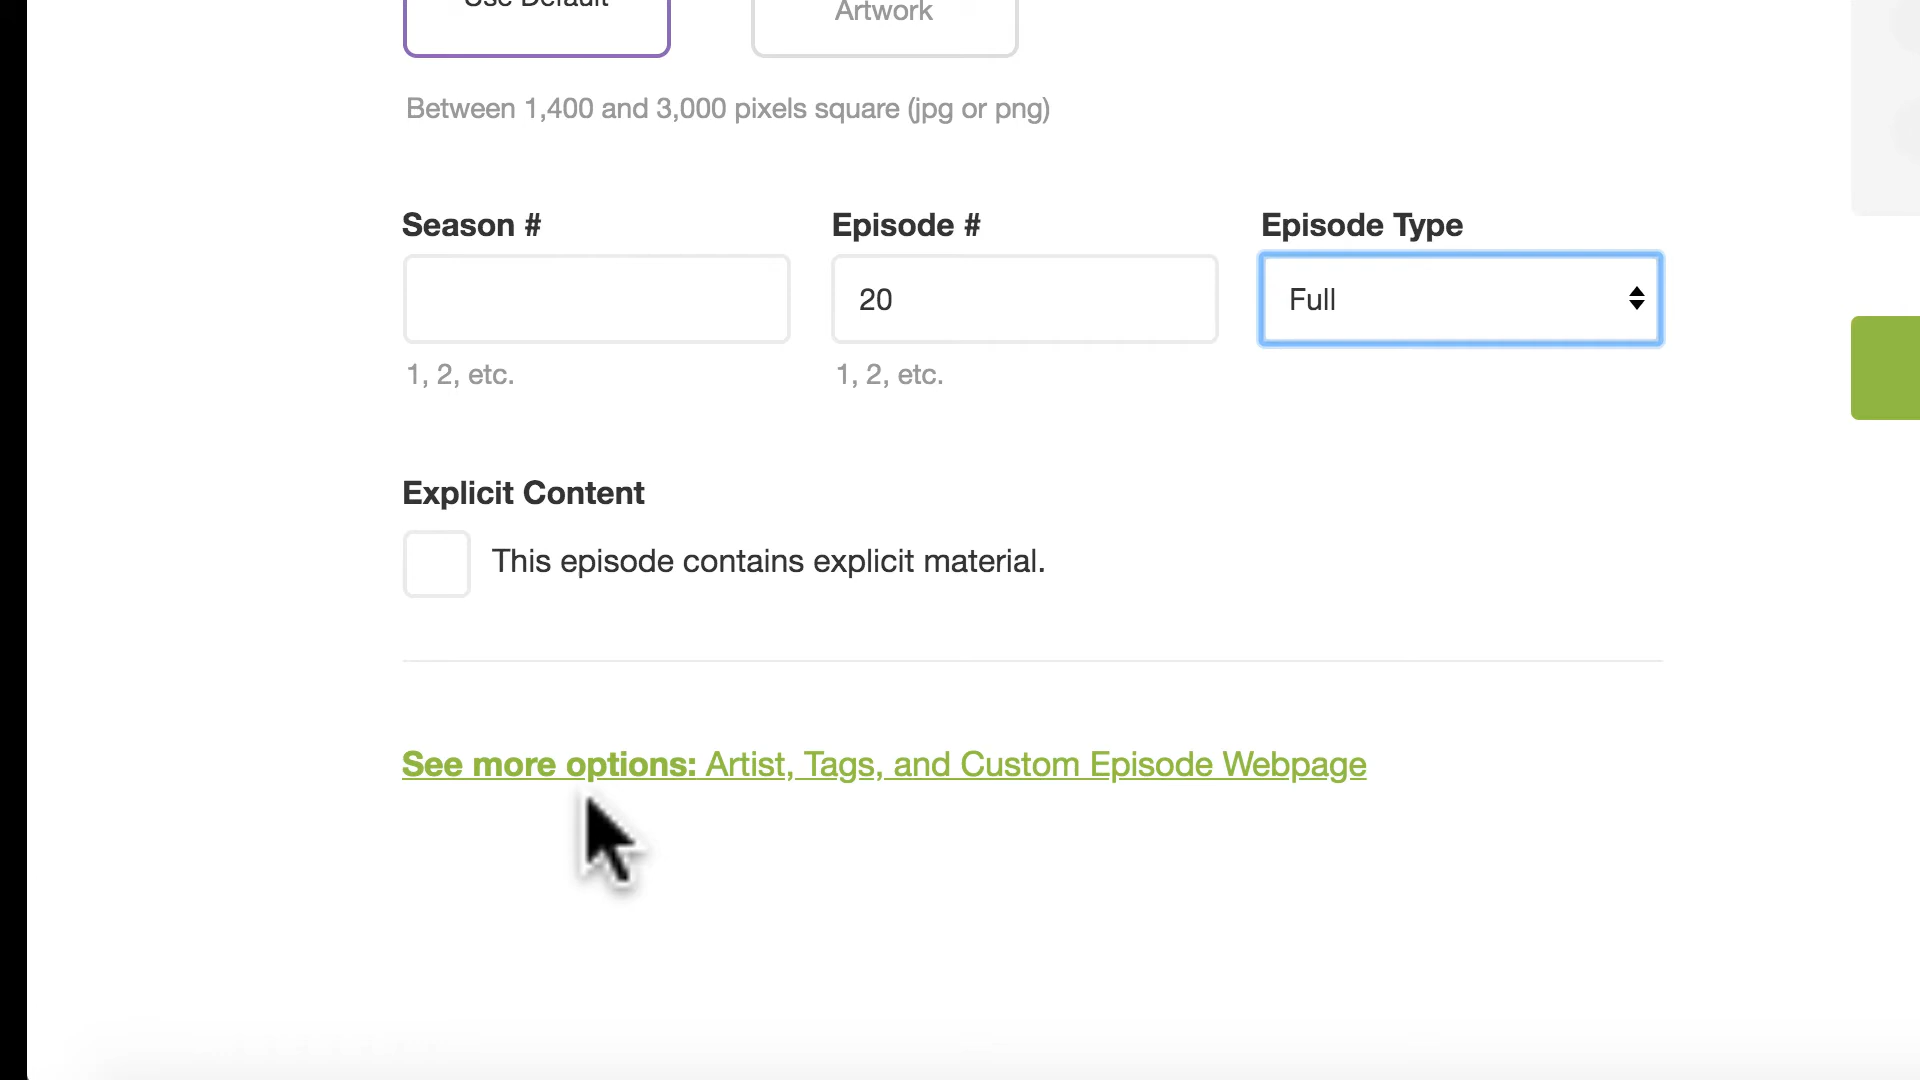 Use Default
Artwork
Between 1,400 and 3,000 pixels square (jpg or png)
Season #
Episode #
Episode Type
20
Full
1, 2, etc.
1, 2, etc.
Explicit Content
This episode contains explicit material.
See more options: Artist, Tags, and Custom Episode Webpage